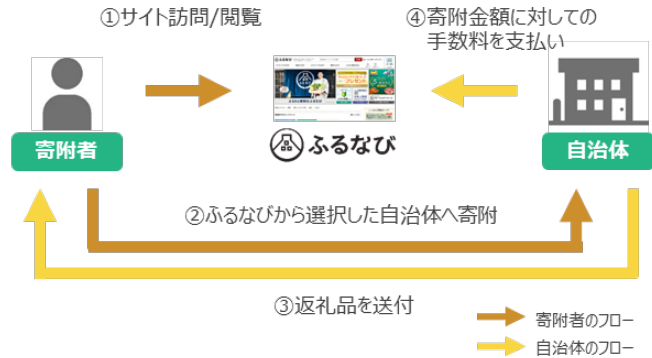 ①サイト訪問/閲覧
④寄附金額に対しての
手数料を支払い
ふるなび
寄附者
自治体
②ふるなびから選択した自治体へ寄附
③返礼品を送付
寄附者のフロー
自治体のフロー